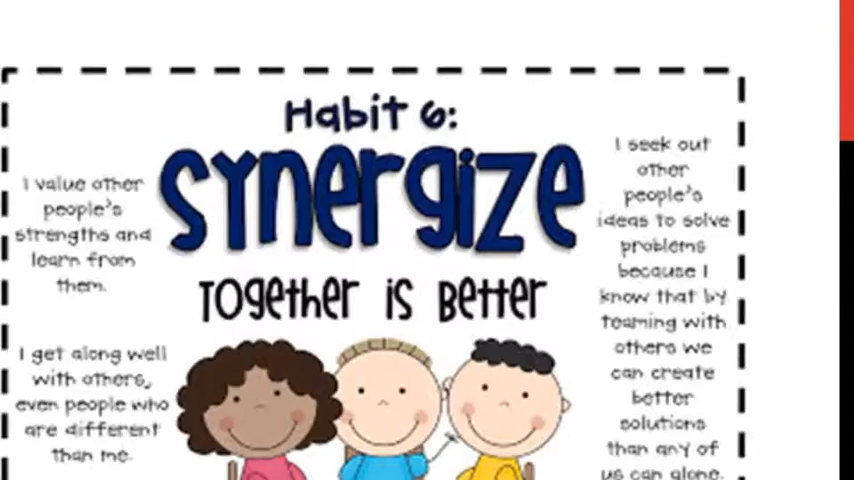 Habit 6:
Synergize
Together is Better
I value other
people's
strengths and
learn from
them.
I get along well
with others,
even people who
are different
than me.
I seek out
other
people's
ideas to solve
problems
because I
know that by
teaming with
others we
can create
better
solutions
than any of
us can alone.